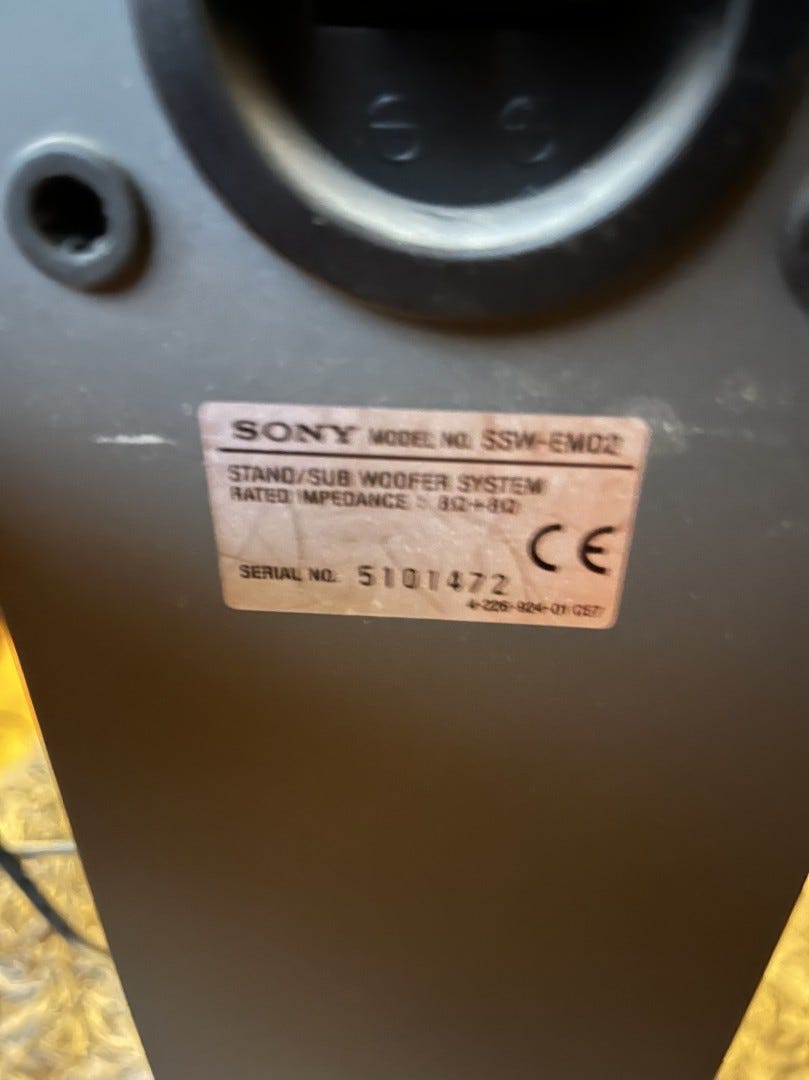 SONY MODEL NO. SSW-EM02
STAND/SUB WOOFER SYSTEM
RATED IMPEDANCE : 8Ω+8Ω
CE
SERIAL NO. 5101472
4-226-924-01